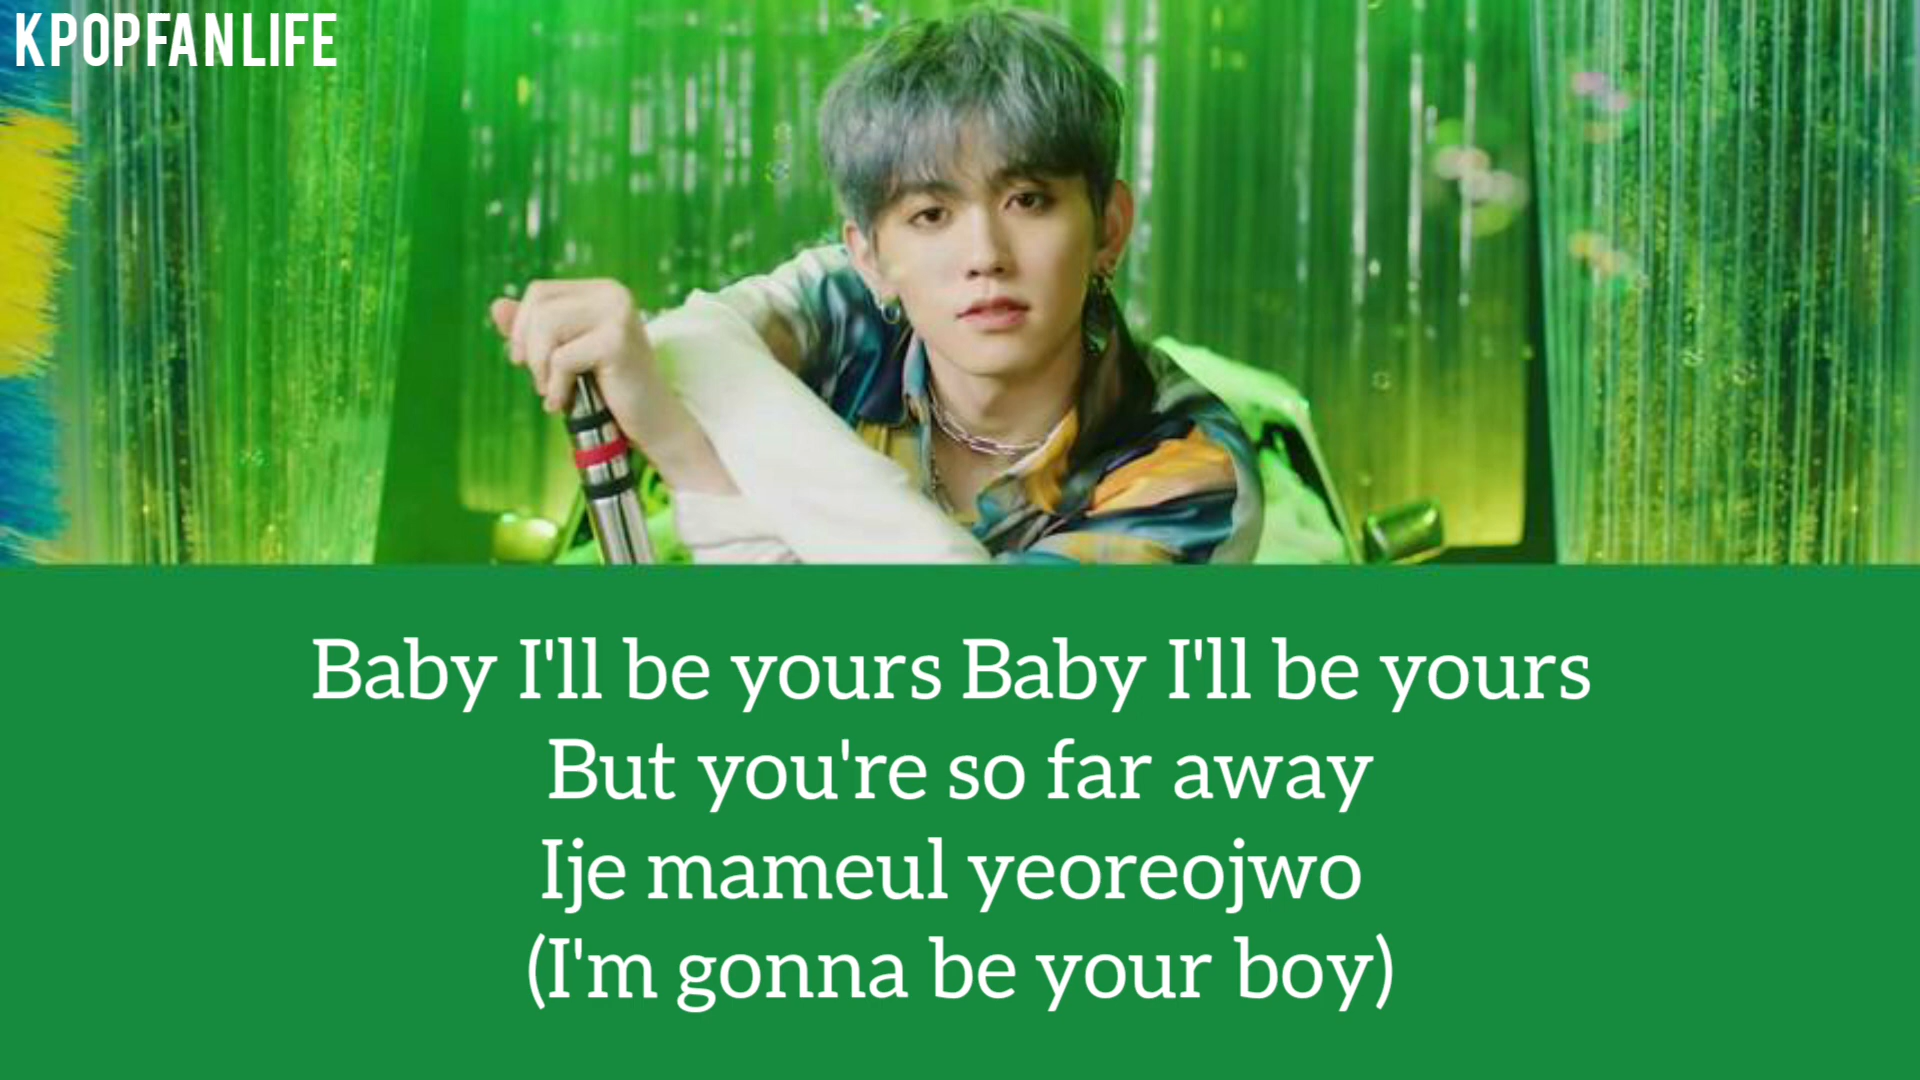 KPOPFANLIFE
Baby I'll be yours Baby I'll be yours
But you're so far away
Ije mameul yeoreojwo
(I'm gonna be your boy)